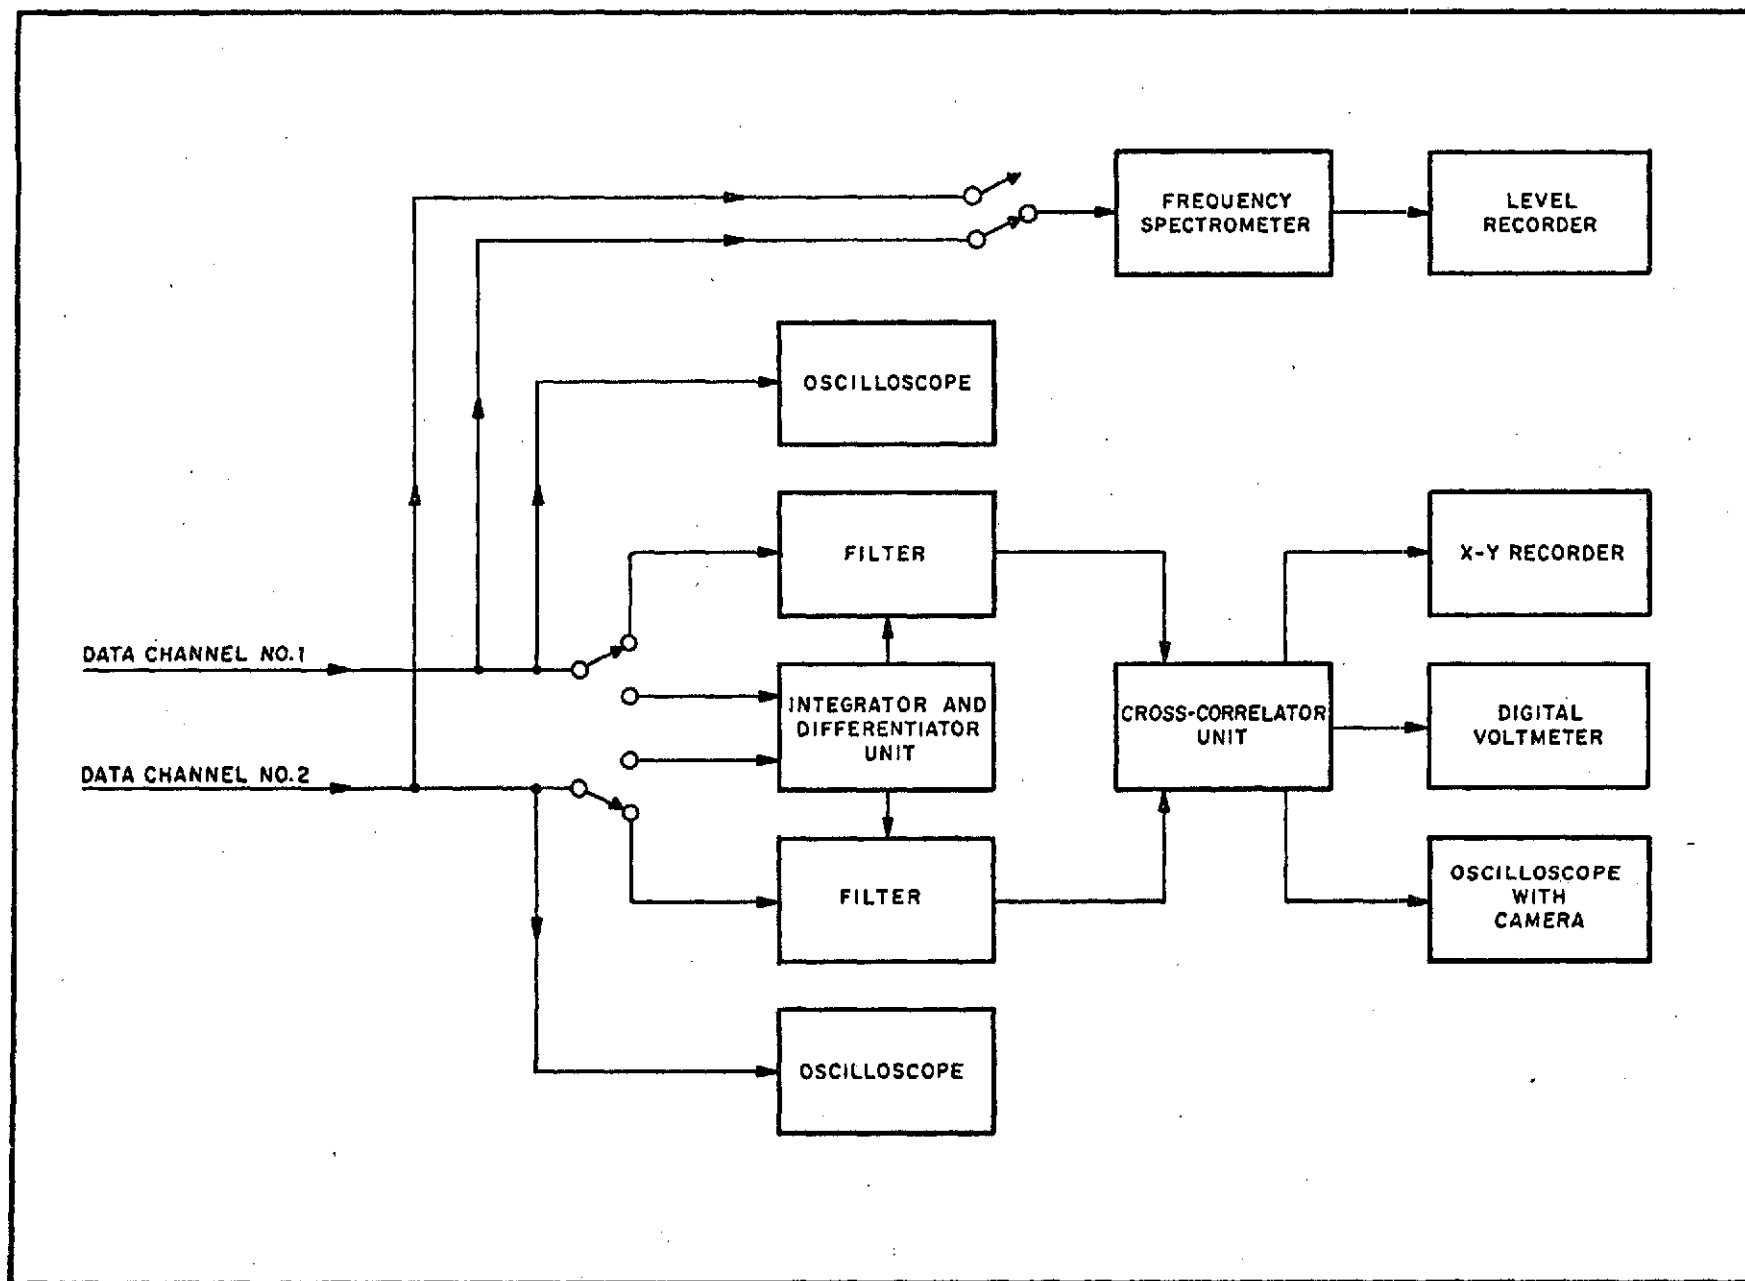 FREQUENCY
SPECTROMETER
LEVEL
RECORDER
OSCILLOSCOPE
FILTER
X-Y RECORDER
DATA CHANNEL NO.1
INTEGRATOR AND
DIFFERENTIATOR
UNIT
CROSS-CORRELATOR
UNIT
DIGITAL
VOLTMETER
DATA CHANNEL NO.2
FILTER
OSCILLOSCOPE
WITH
CAMERA
OSCILLOSCOPE